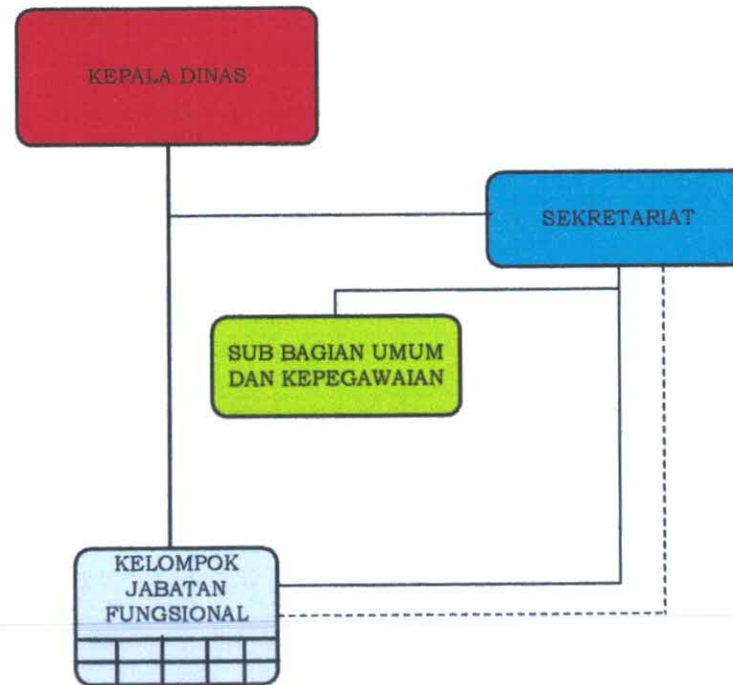 KEPALA DINAS
SEKRETARIAT
SUB BAGIAN UMUM
DAN KEPEGAWAIAN
KELOMPOK
JABATAN
FUNGSIONAL